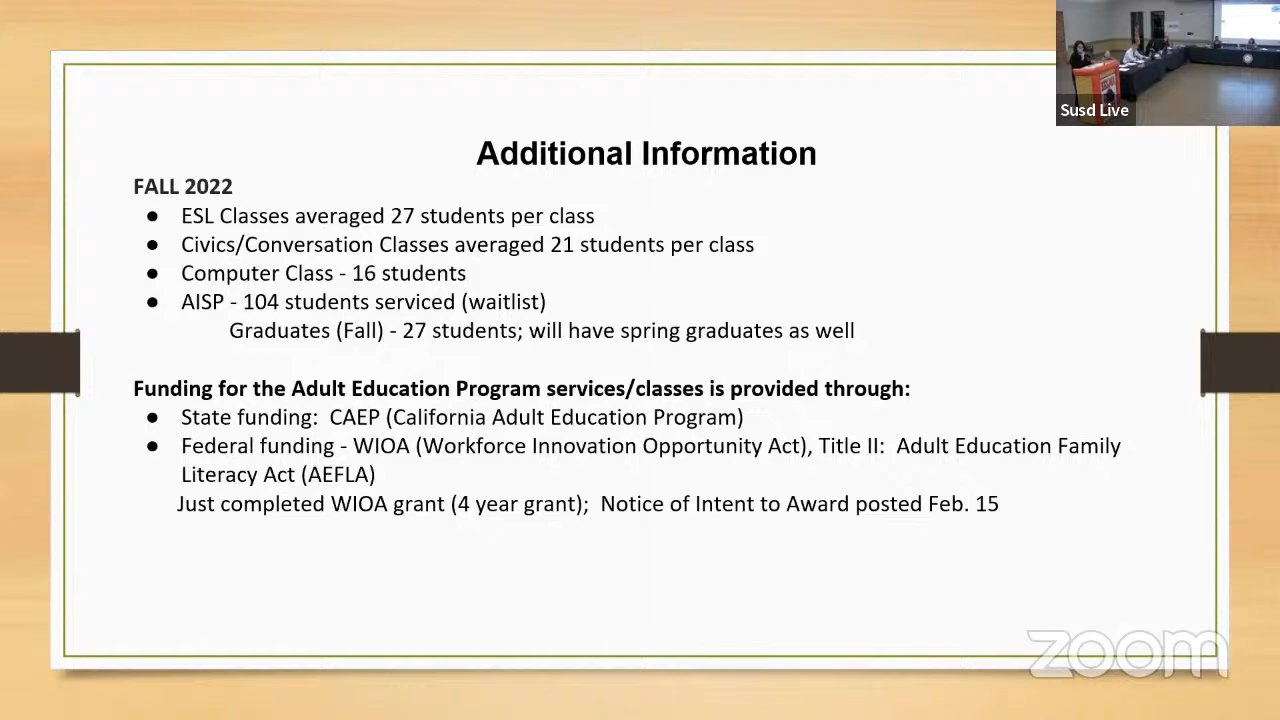 Susd Live
Additional Information
FALL 2022
● ESL Classes averaged 27 students per class
● Civics/Conversation Classes averaged 21 students per class
● Computer Class - 16 students
● AISP - 104 students serviced (waitlist)
Graduates (Fall) - 27 students; will have spring graduates as well
Funding for the Adult Education Program services/classes is provided through:
● State funding: CAEP (California Adult Education Program)
● Federal funding - WIOA (Workforce Innovation Opportunity Act), Title II: Adult Education Family
Literacy Act (AEFLA)
Just completed WIOA grant (4 year grant); Notice of Intent to Award posted Feb. 15
zoom